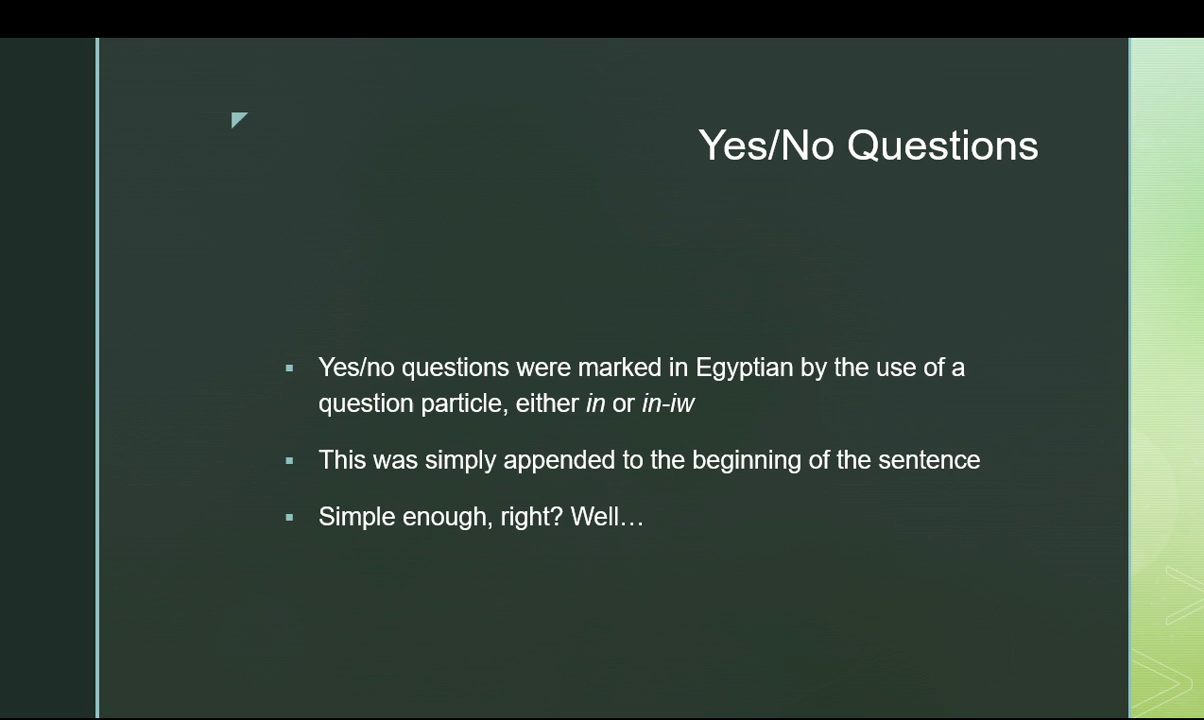 Yes/No Questions
Yes/no questions were marked in Egyptian by the use of a
question particle, either in or in-iw
This was simply appended to the beginning of the sentence
Simple enough, right? Well…